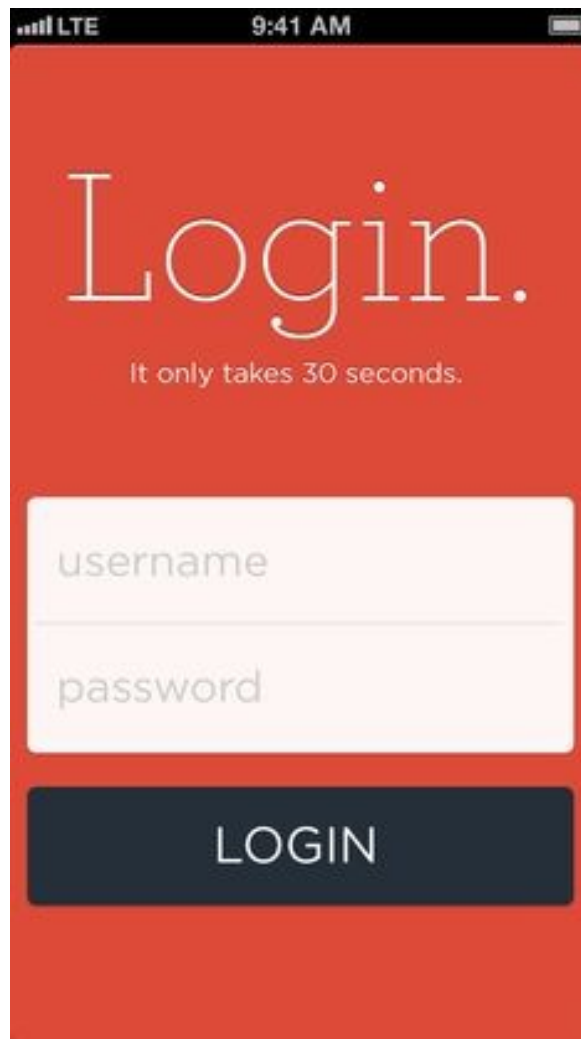 LTE 9:41 AM
Login.
It only takes 30 seconds.
username
password
LOGIN